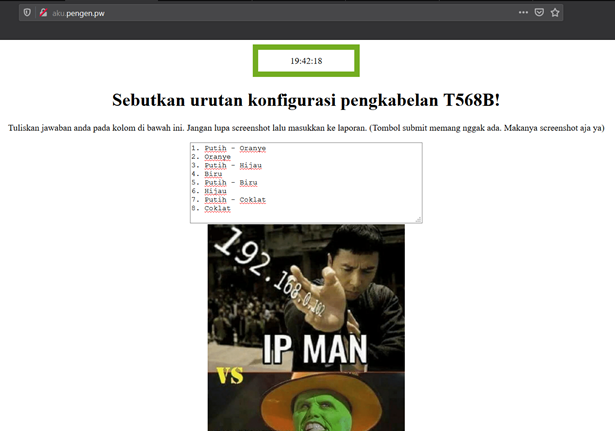 aku.pengen.pw
19:42:18
Sebutkan urutan konfigurasi pengkabelan T568B!
Tuliskan jawaban anda pada kolom di bawah ini. Jangan lupa screenshot lalu masukkan ke laporan. (Tombol submit memang nggak ada. Makanya screenshot aja ya)
1. Putih - Oranye
2. Oranye
3. Putih - Hijau
4. Biru
5. Putih - Biru
6. Hijau
7. Putih - Coklat
8. Coklat
192.168.0.102
IP MAN
VS